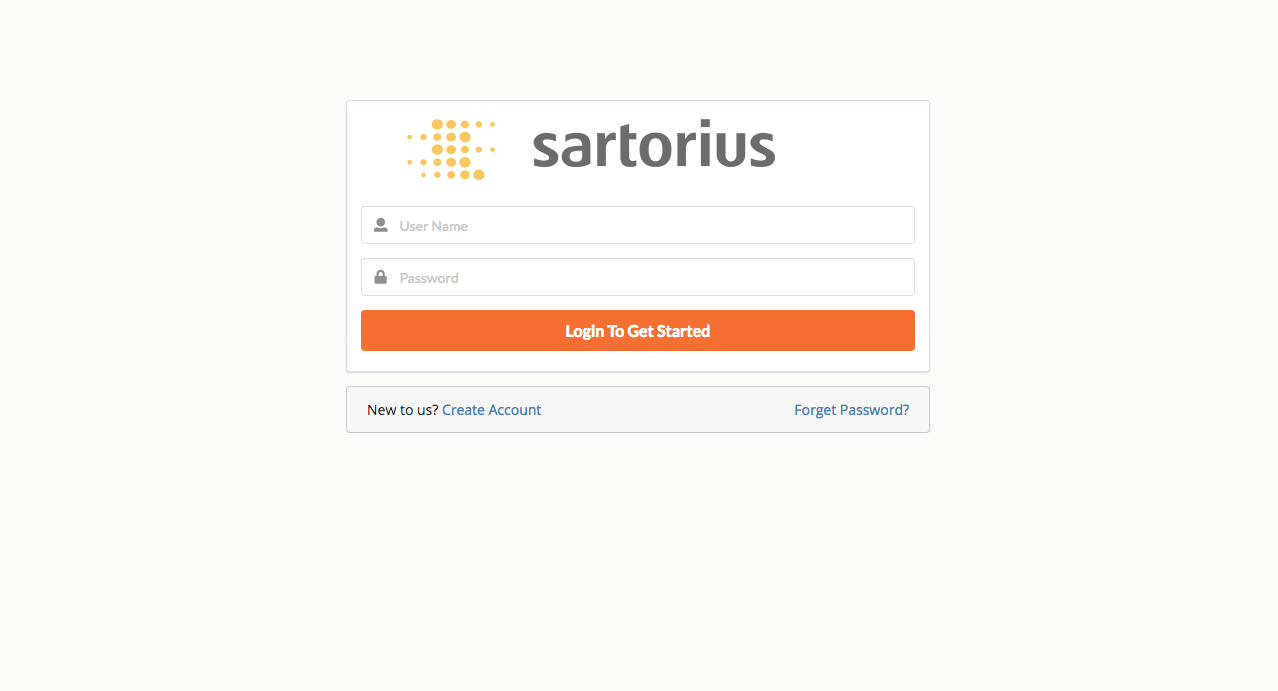 sartorius
User Name
Password
Login To Get Started
New to us? Create Account Forget Password?